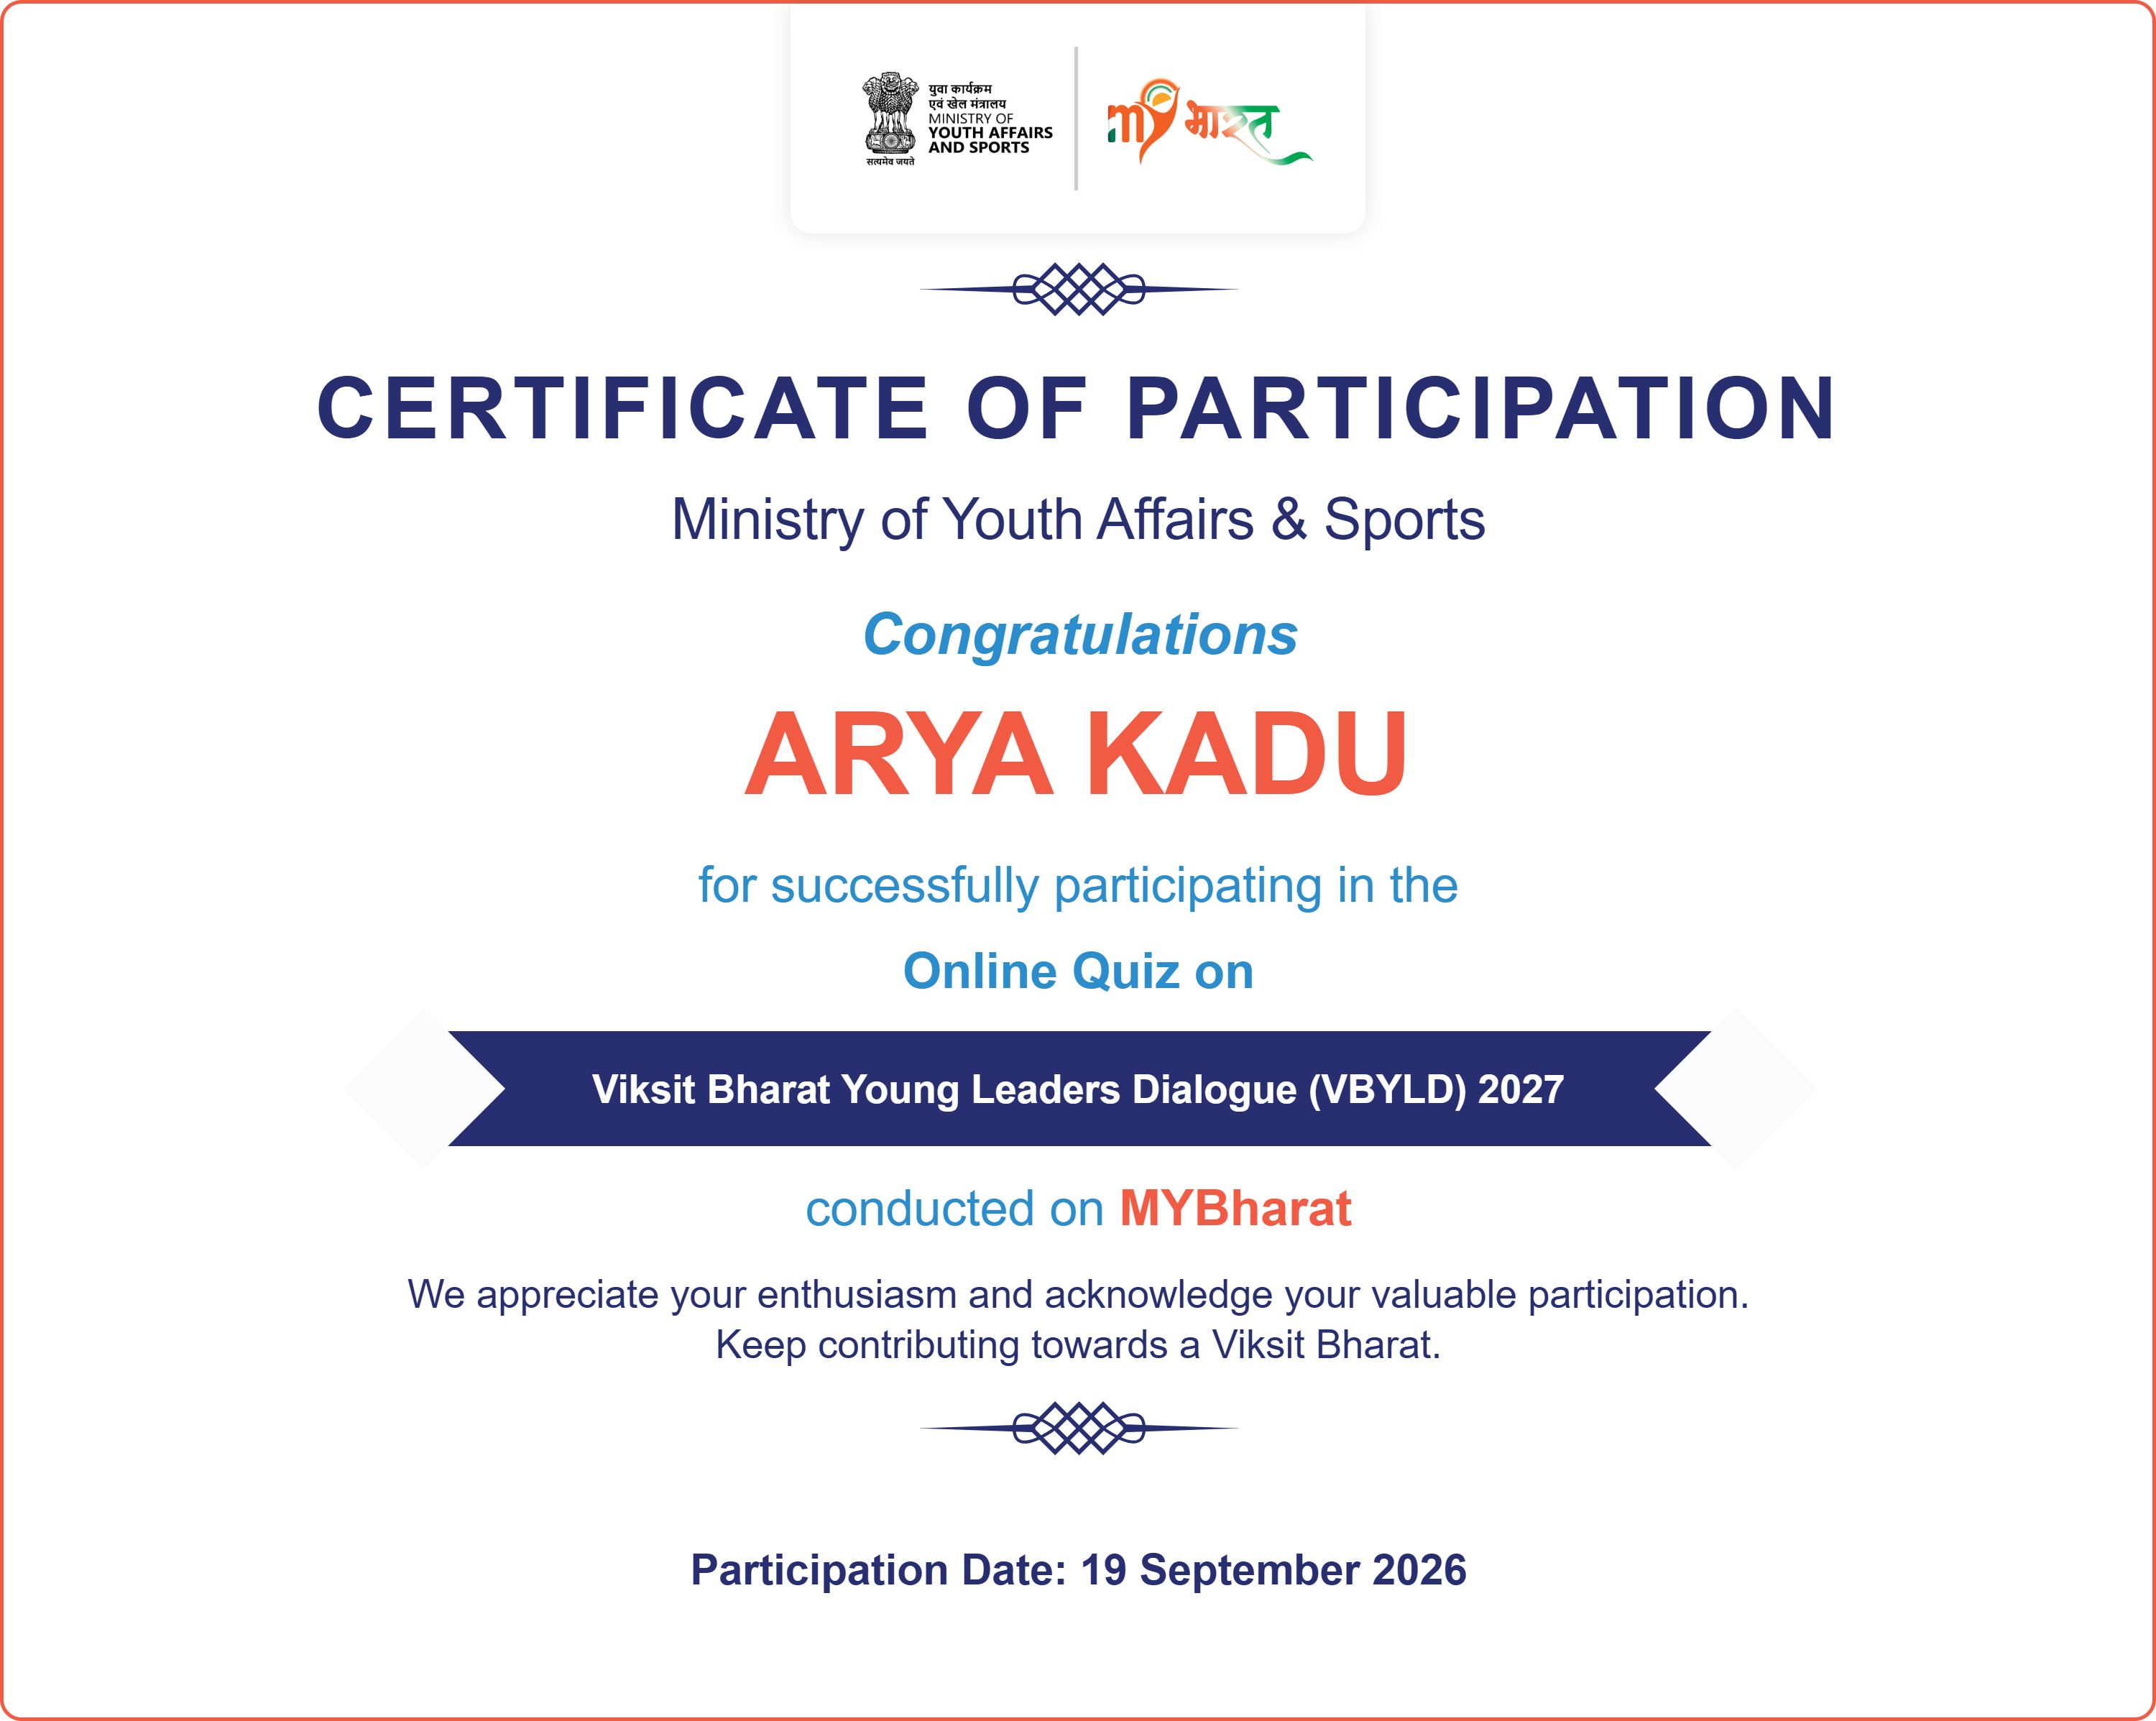 युवा कार्यक्रम
एवं खेल मंत्रालय
MINISTRY OF
YOUTH AFFAIRS
AND SPORTS
सत्यमेव जयते
my भारत
CERTIFICATE OF PARTICIPATION
Ministry of Youth Affairs & Sports
Congratulations
ARYA KADU
for successfully participating in the
Online Quiz on
Viksit Bharat Young Leaders Dialogue (VBYLD) 2027
conducted on MYBharat
We appreciate your enthusiasm and acknowledge your valuable participation.
Keep contributing towards a Viksit Bharat.
Participation Date: 19 September 2026